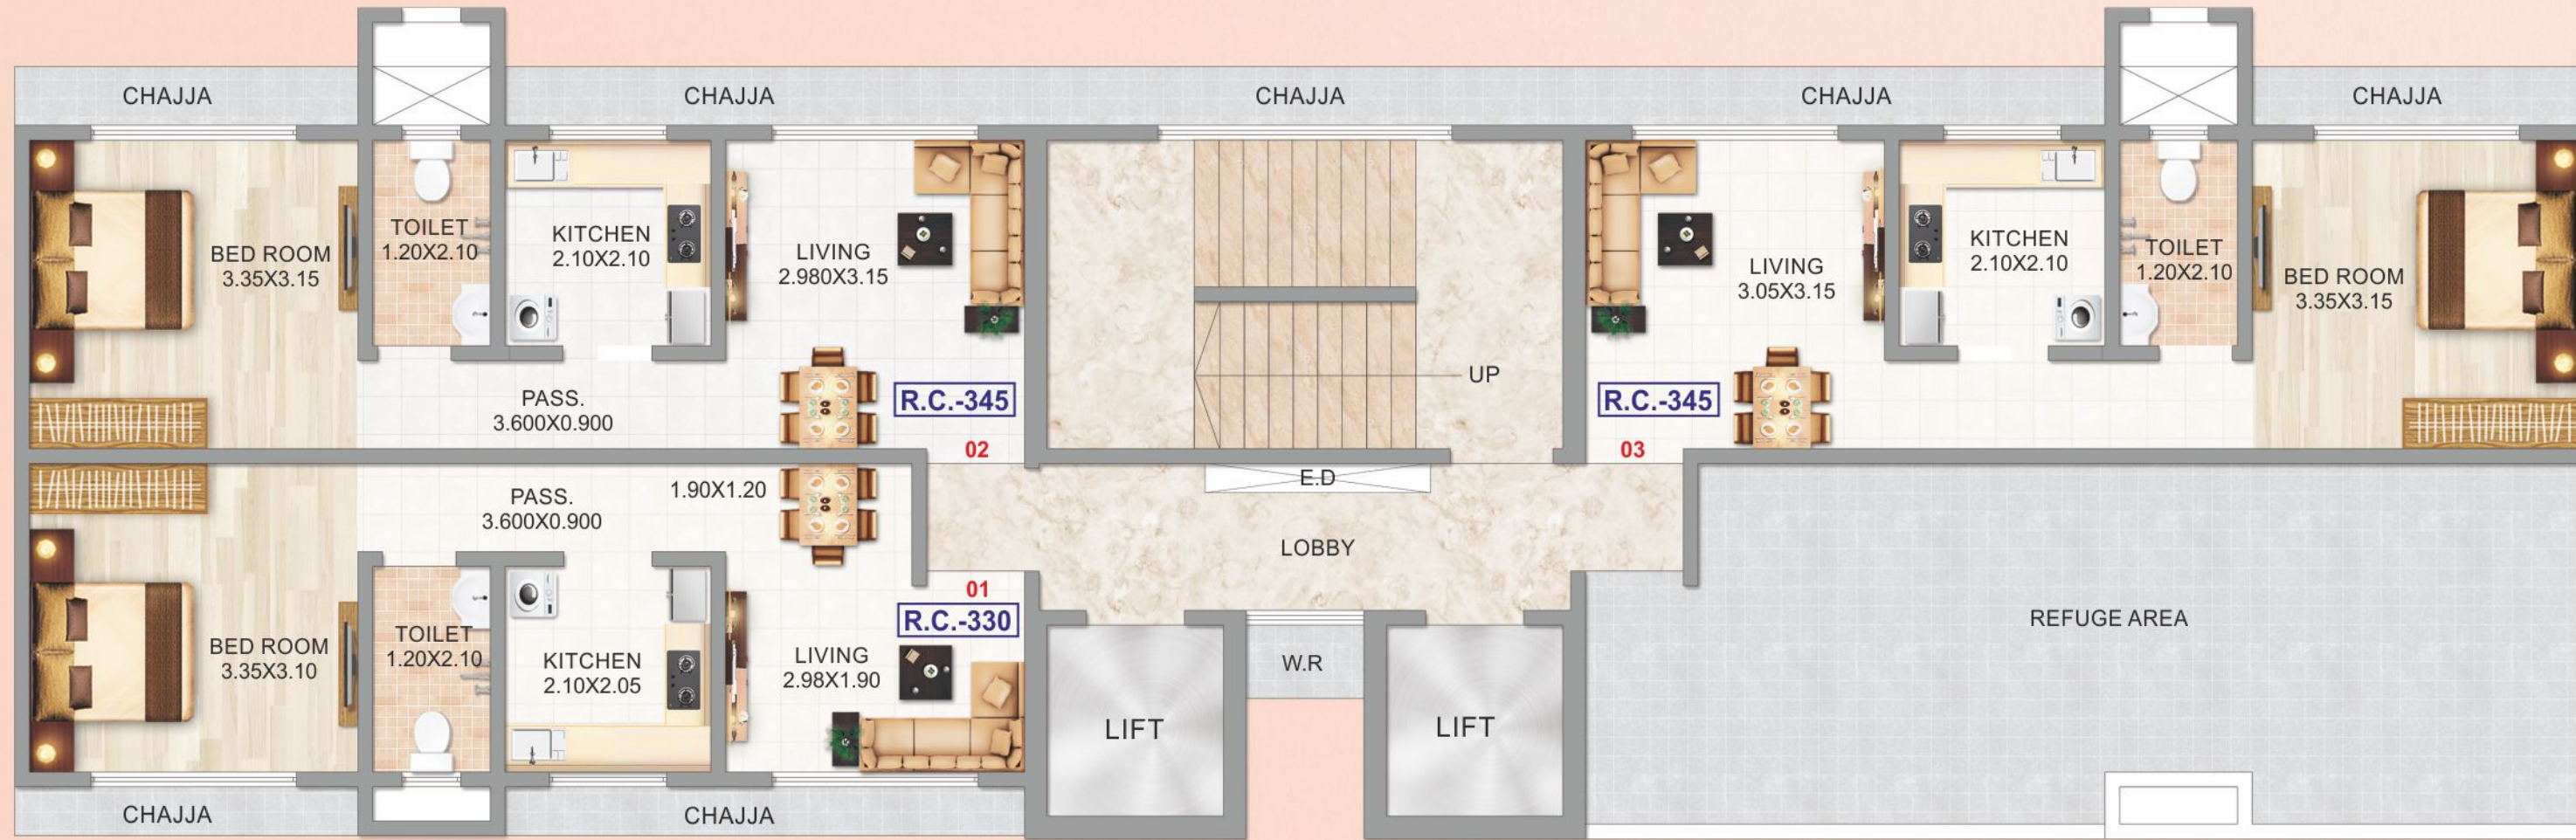 CHAJJA
CHAJJA
CHAJJA
CHAJJA
CHAJJA
BED ROOM
3.35X3.15
TOILET
1.20X2.10
KITCHEN
2.10X2.10
LIVING
2.980X3.15
PASS.
3.600X0.900
R.C.-345
02
UP
LIVING
3.05X3.15
KITCHEN
2.10X2.10
TOILET
1.20X2.10
BED ROOM
3.35X3.15
R.C.-345
03
E.D
LOBBY
PASS.
3.600X0.900
1.90X1.20
01
R.C.-330
BED ROOM
3.35X3.10
TOILET
1.20X2.10
KITCHEN
2.10X2.05
LIVING
2.98X1.90
LIFT
W.R
LIFT
REFUGE AREA
CHAJJA
CHAJJA